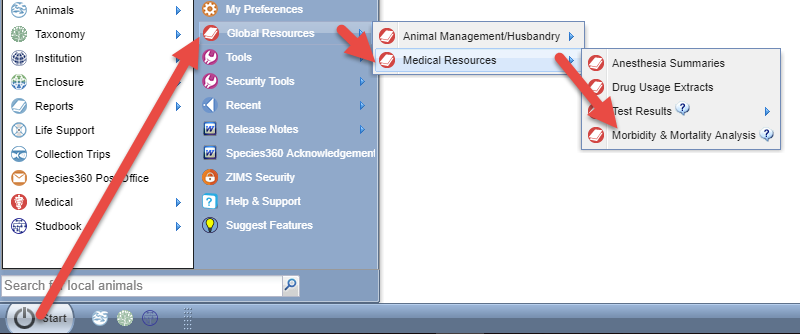 Animals
Taxonomy
Institution
Enclosure
Reports
Life Support
Collection Trips
Species360 Post Office
Medical
Studbook
Search for local animals
My Preferences
Global Resources
Tools
Security Tools
Recent
Release Notes
Species360 Acknowledgement
ZIMS Security
Help & Support
Suggest Features
Animal Management/Husbandry
Medical Resources
Anesthesia Summaries
Drug Usage Extracts
Test Results
Morbidity & Mortality Analysis
Start